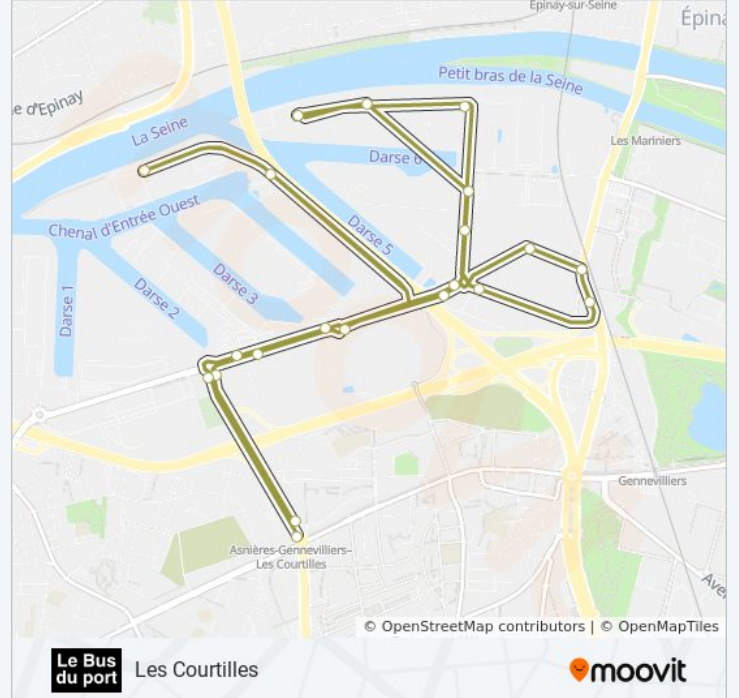 Epinay-sur-Seine
Épina
Petit bras de la Seine
e d'Epinay
La Seine
Les Mariniers
Darse 6
Chenal d'Entrée Ouest
Darse 5
Darse 3
Darse 2
Darse 1
Gennevilliers
Asnières-Gennevilliers–
Les Courtilles
Ave
© OpenStreetMap contributors | © OpenMapTiles
Le Bus
du port
Les Courtilles
moovit